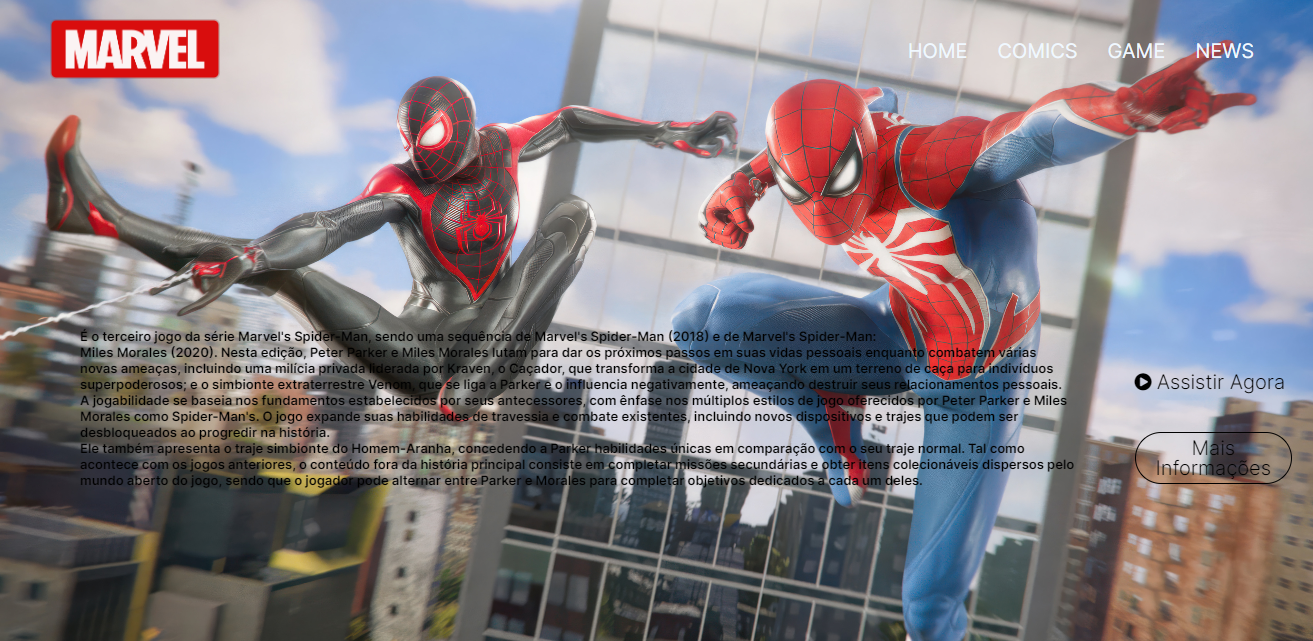 MARVEL
HOME COMICS GAME NEWS
É o terceiro jogo da série Marvel's Spider-Man, sendo uma sequência de Marvel's Spider-Man (2018) e de Marvel's Spider-Man:
Miles Morales (2020). Nesta edição, Peter Parker e Miles Morales lutam para dar os próximos passos em suas vidas pessoais enquanto combatem várias
novas ameaças, incluindo uma milícia privada liderada por Kraven, o Caçador, que transforma a cidade de Nova York em um terreno de caça para indivíduos
superpoderosos; e o simbionte extraterrestre Venom, que se liga a Parker e o influencia negativamente, ameaçando destruir seus relacionamentos pessoais.
A jogabilidade se baseia nos fundamentos estabelecidos por seus antecessores, com ênfase nos múltiplos estilos de jogo oferecidos por Peter Parker e Miles
Morales como Spider-Man's. O jogo expande suas habilidades de travessia e combate existentes, incluindo novos dispositivos e trajes que podem ser
desbloqueados ao progredir na história.
Ele também apresenta o traje simbionte do Homem-Aranha, concedendo a Parker habilidades únicas em comparação com o seu traje normal. Tal como
acontece com os jogos anteriores, o conteúdo fora da história principal consiste em completar missões secundárias e obter itens colecionáveis dispersos pelo
mundo aberto do jogo, sendo que o jogador pode alternar entre Parker e Morales para completar objetivos dedicados a cada um deles.
Assistir Agora
Mais
Informações